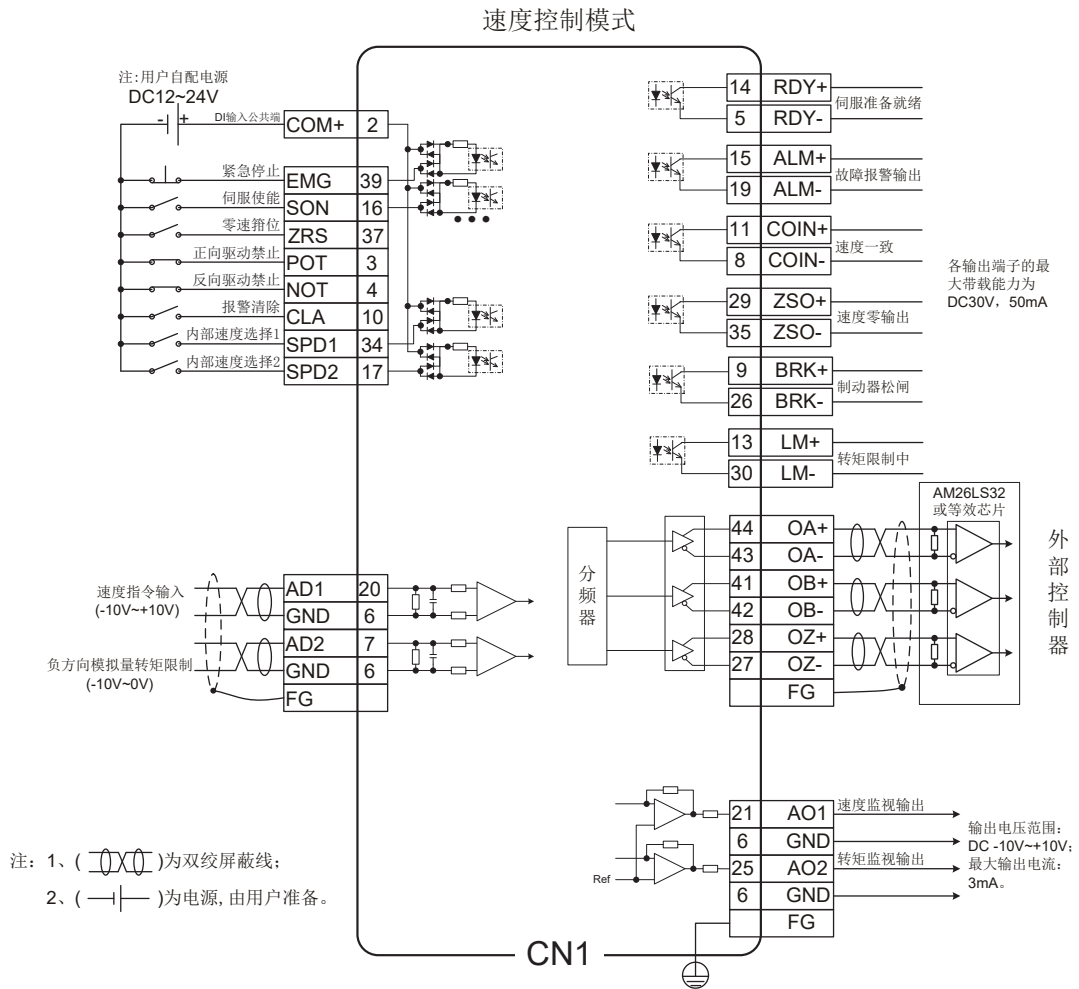 速度控制模式
注:用户自配电源
DC12~24V
- +
DI输入公共端
COM+ 2
紧急停止 EMG 39
伺服使能 SON 16
零速箝位 ZRS 37
正向驱动禁止 POT 3
反向驱动禁止 NOT 4
报警清除 CLA 10
内部速度选择1 SPD1 34
内部速度选择2 SPD2 17
速度指令输入
(-10V~+10V)
AD1 20
GND 6
负方向模拟量转矩限制
(-10V~0V)
AD2 7
GND 6
FG
14 RDY+
伺服准备就绪
5 RDY-
15 ALM+
故障报警输出
19 ALM-
11 COIN+
速度一致
8 COIN-
29 ZSO+
速度零输出
35 ZSO-
9 BRK+
制动器松闸
26 BRK-
13 LM+
转矩限制中
30 LM-
各输出端子的最
大带载能力为
DC30V，50mA
分频器
44 OA+
43 OA-
41 OB+
42 OB-
28 OZ+
27 OZ-
FG
AM26LS32
或等效芯片
外部控制器
Ref
21 AO1 速度监视输出
6 GND
25 AO2 转矩监视输出
6 GND
FG
输出电压范围：
DC -10V~+10V;
最大输出电流：
3mA。
CN1
注：1、( )为双绞屏蔽线；
2、( )为电源, 由用户准备。